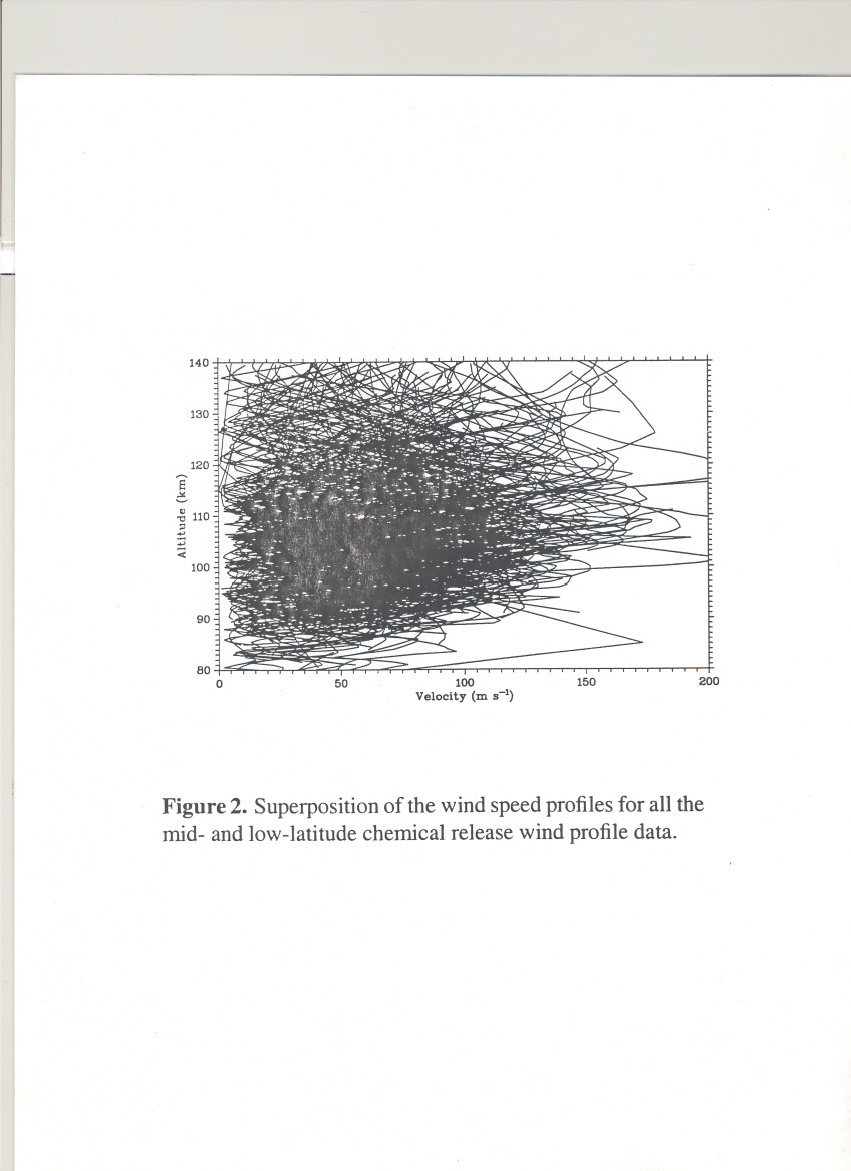 140
130
120
110
100
90
80
Altitude (km)
0 50 100 150 200
Velocity (m s⁻¹)
Figure 2. Superposition of the wind speed profiles for all the
mid- and low-latitude chemical release wind profile data.